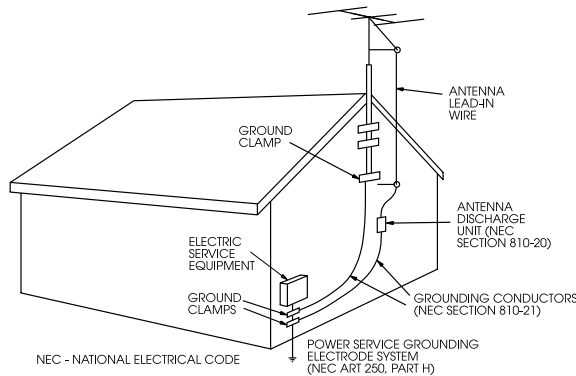 ANTENNA
LEAD-IN
WIRE
GROUND
CLAMP
ANTENNA
DISCHARGE
UNIT (NEC
SECTION 810-20)
ELECTRIC
SERVICE
EQUIPMENT
GROUND
CLAMPS
GROUNDING CONDUCTORS
(NEC SECTION 810-21)
POWER SERVICE GROUNDING
ELECTRODE SYSTEM
(NEC ART 250, PART H)
NEC - NATIONAL ELECTRICAL CODE